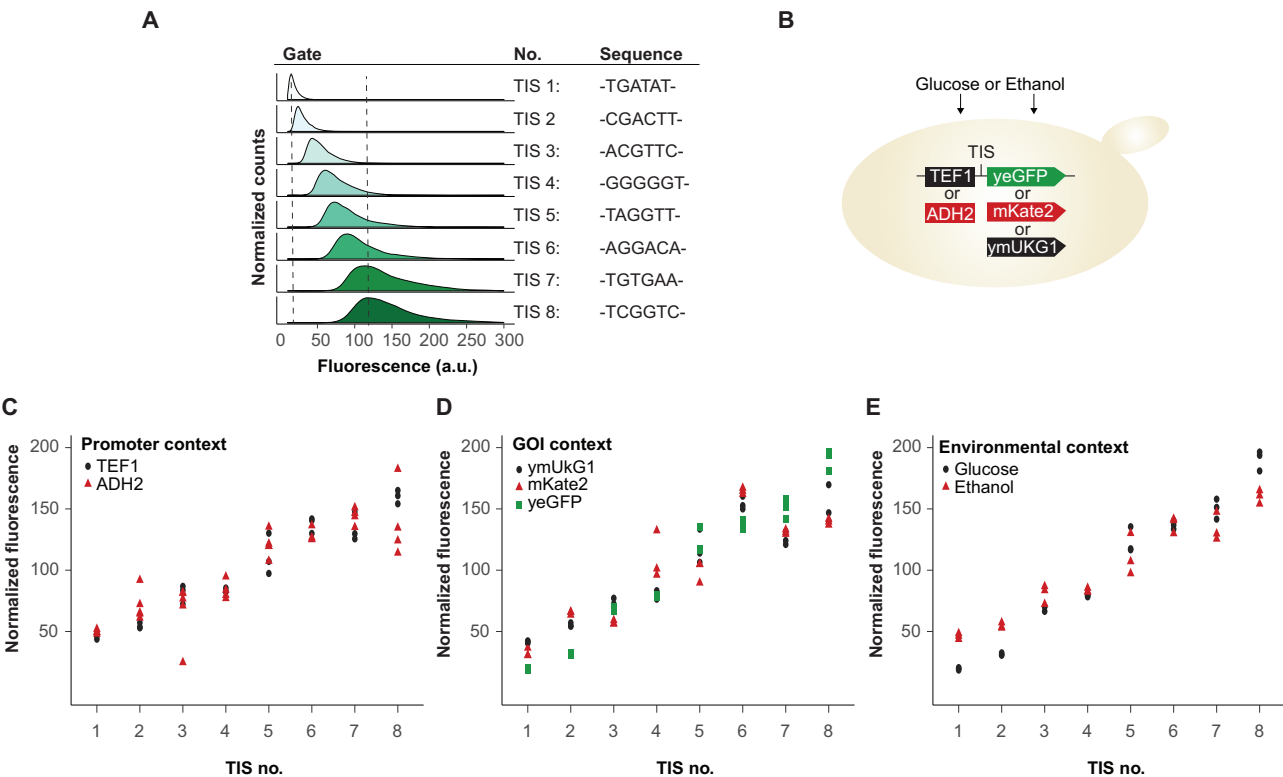 A
Gate No. Sequence
TIS 1: -TGATAT-
TIS 2 -CGACTT-
TIS 3: -ACGTTC-
TIS 4: -GGGGGT-
TIS 5: -TAGGTT-
TIS 6: -AGGACA-
TIS 7: -TGTGAA-
TIS 8: -TCGGTC-
Normalized counts
0 50 100 150 200 250 300
Fluorescence (a.u.)
B
Glucose or Ethanol
TIS
TEF1 yeGFP
or or
ADH2 mKate2
or
ymUKG1
C
Promoter context
TEF1
ADH2
Normalized fluorescence
200
150
100
50
1 2 3 4 5 6 7 8
TIS no.
D
GOI context
ymUkG1
mKate2
yeGFP
Normalized fluorescence
200
150
100
50
1 2 3 4 5 6 7 8
TIS no.
E
Environmental context
Glucose
Ethanol
Normalized fluorescence
200
150
100
50
1 2 3 4 5 6 7 8
TIS no.